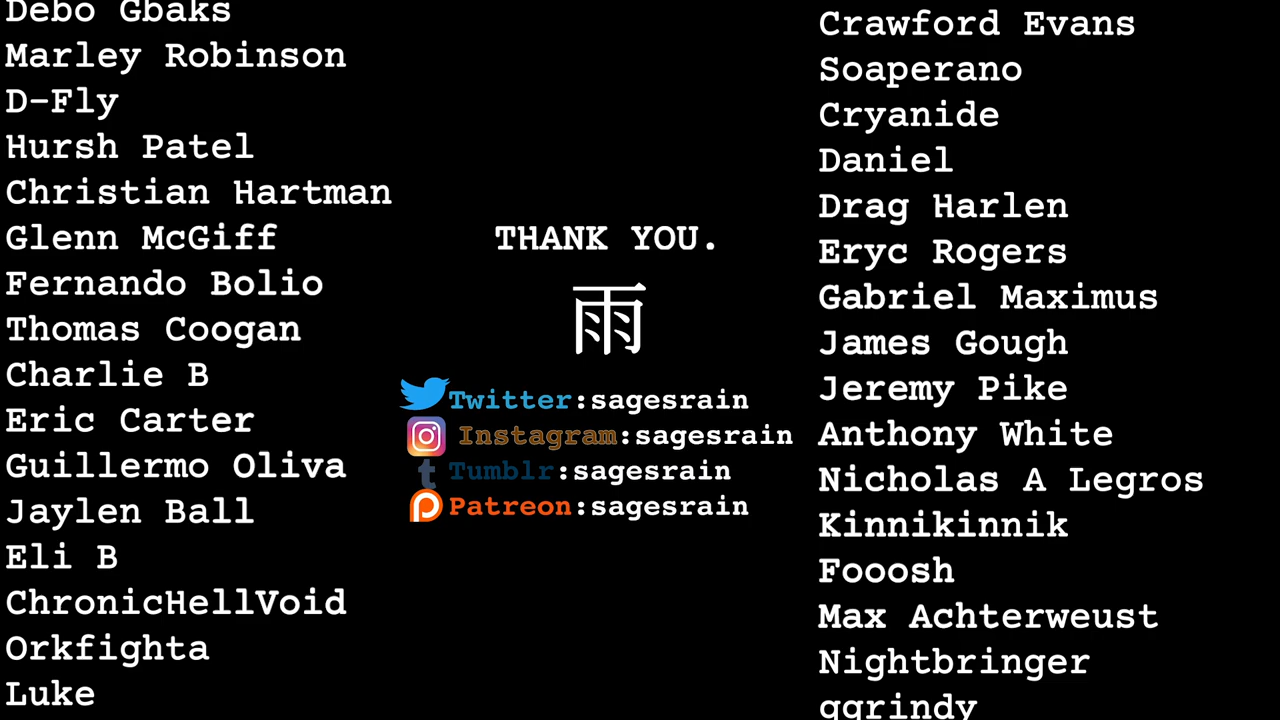 Debo Gbaks
Marley Robinson
D-Fly
Hursh Patel
Christian Hartman
Glenn McGiff
Fernando Bolio
Thomas Coogan
Charlie B
Eric Carter
Guillermo Oliva
Jaylen Ball
Eli B
ChronicHellVoid
Orkfighta
Luke
THANK YOU.
雨
Twitter:sagesrain
Instagram:sagesrain
Tumblr:sagesrain
Patreon:sagesrain
Crawford Evans
Soaperano
Cryanide
Daniel
Drag Harlen
Eryc Rogers
Gabriel Maximus
James Gough
Jeremy Pike
Anthony White
Nicholas A Legros
Kinnikinnik
Fooosh
Max Achterweust
Nightbringer